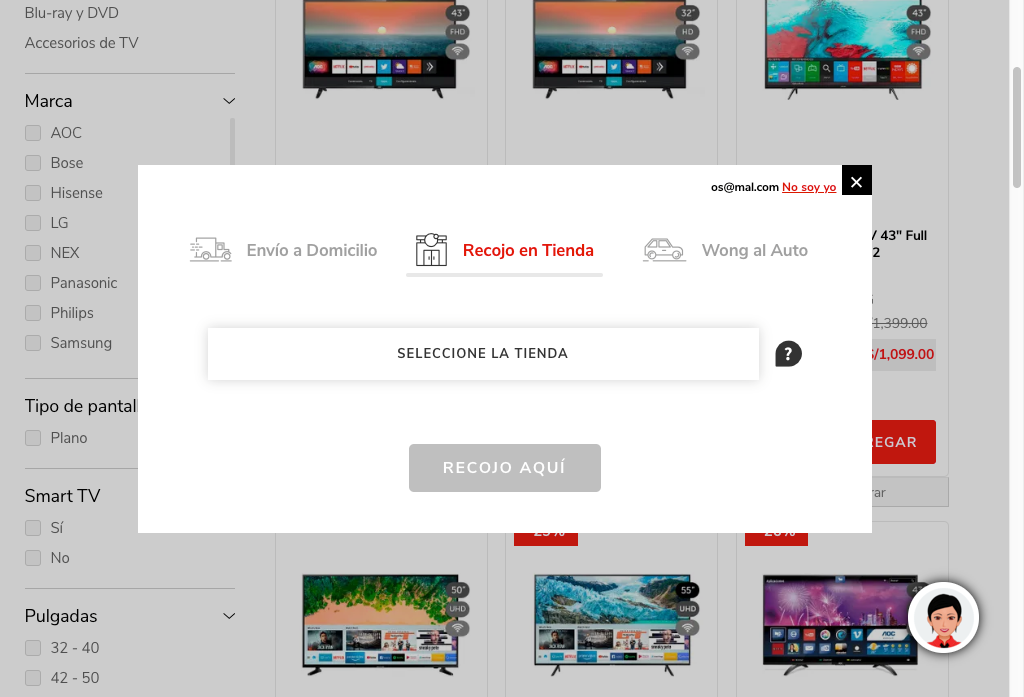 Blu-ray y DVD
Accesorios de TV
Marca
AOC
Bose
Hisense
LG
NEX
Panasonic
Philips
Samsung
Tipo de pantal
Plano
Smart TV
Sí
No
Pulgadas
32 - 40
42 - 50
43"
FHD
32"
HD
43"
FHD
os@mal.com No soy yo
×
Envío a Domicilio
Recojo en Tienda
Wong al Auto
SELECCIONE LA TIENDA
?
RECOJO AQUÍ
/ 43" Full
2
/1,399.00
S/1,099.00
REGAR
rar
50"
UHD
55"
UHD